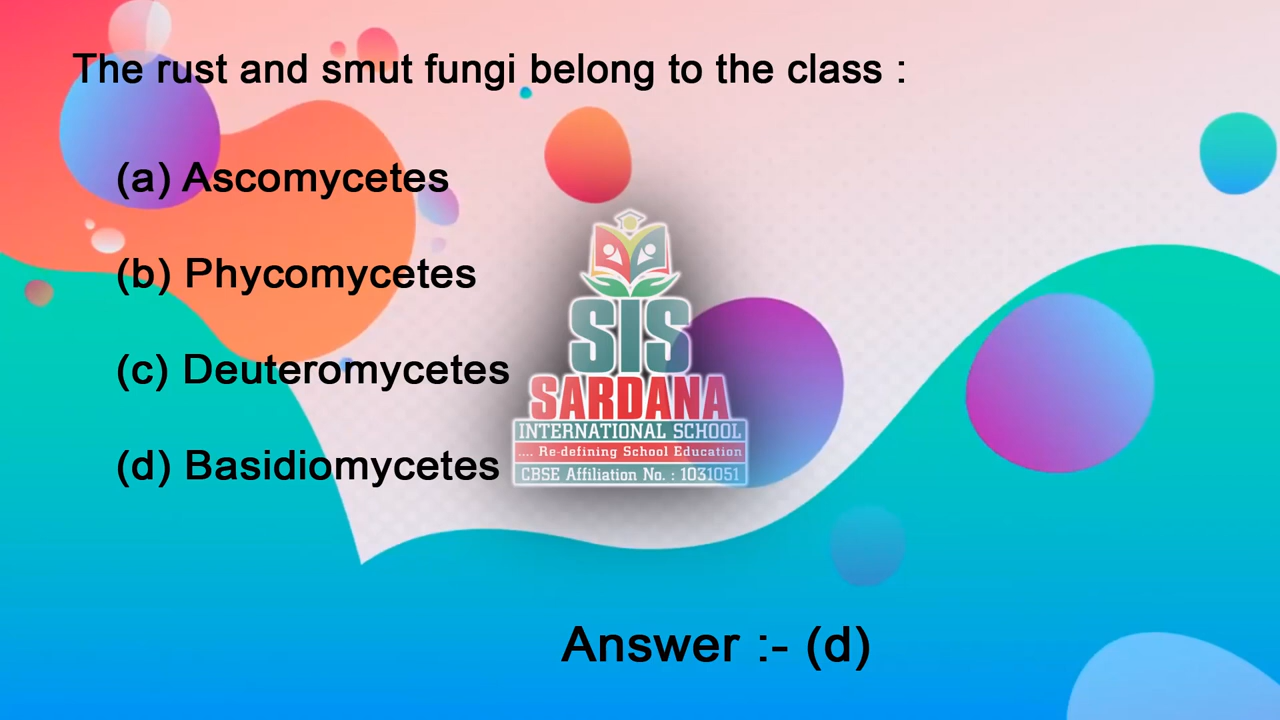 The rust and smut fungi belong to the class :
(a) Ascomycetes
(b) Phycomycetes
(c) Deuteromycetes
(d) Basidiomycetes
SIS
SARDANA
INTERNATIONAL SCHOOL
.... Re-defining School Education
CBSE Affiliation No. : 1031051
Answer :- (d)